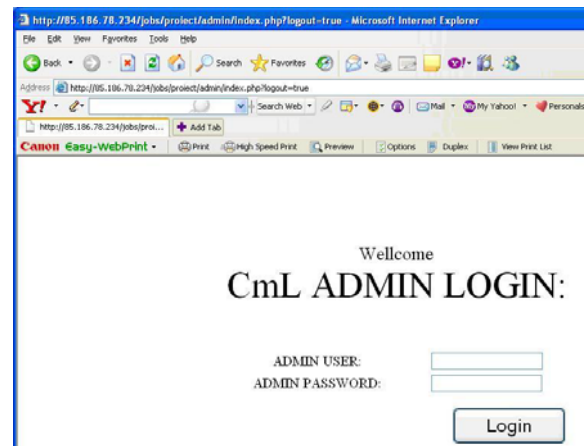 http://85.186.78.234/jobs/proiect/admin/index.php?logout=true - Microsoft Internet Explorer
File Edit View Favorites Tools Help
Back Search Favorites
Address http://85.186.78.234/jobs/proiect/admin/index.php?logout=true
Y! Search Web Mail My Yahoo! Personals
http://85.186.78.234/jobs/proi... Add Tab
Canon Easy-WebPrint Print High Speed Print Preview Options Duplex View Print List
Wellcome
CmL ADMIN LOGIN:
ADMIN USER:
ADMIN PASSWORD:
Login